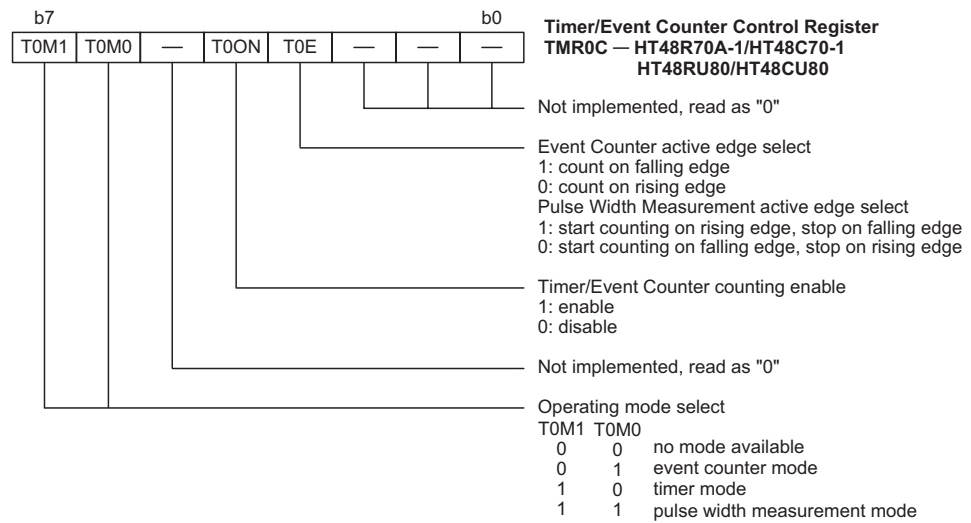 b7 b0
T0M1 T0M0 — T0ON T0E — — —
Timer/Event Counter Control Register
TMR0C — HT48R70A-1/HT48C70-1
HT48RU80/HT48CU80
Not implemented, read as "0"
Event Counter active edge select
1: count on falling edge
0: count on rising edge
Pulse Width Measurement active edge select
1: start counting on rising edge, stop on falling edge
0: start counting on falling edge, stop on rising edge
Timer/Event Counter counting enable
1: enable
0: disable
Not implemented, read as "0"
Operating mode select
T0M1 T0M0
0 0 no mode available
0 1 event counter mode
1 0 timer mode
1 1 pulse width measurement mode